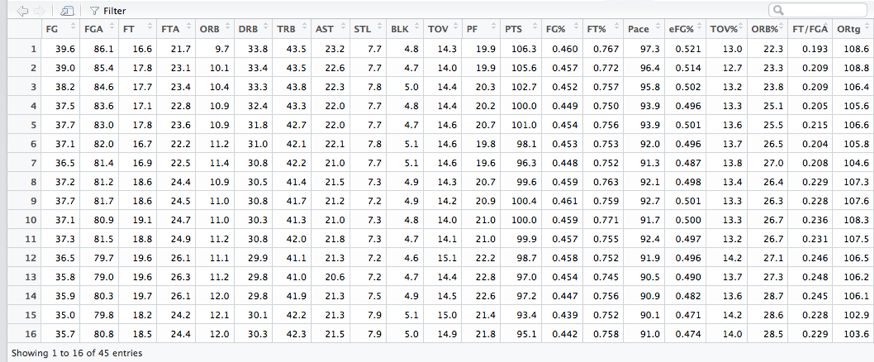 Filter
FG FGA FT FTA ORB DRB TRB AST STL BLK TOV PF PTS FG% FT% Pace eFG% TOV% ORB% FT/FGA ORtg
1 39.6 86.1 16.6 21.7 9.7 33.8 43.5 23.2 7.7 4.8 14.3 19.9 106.3 0.460 0.767 97.3 0.521 13.0 22.3 0.193 108.6
2 39.0 85.4 17.8 23.1 10.1 33.4 43.5 22.6 7.7 4.7 14.0 19.9 105.6 0.457 0.772 96.4 0.514 12.7 23.3 0.209 108.8
3 38.2 84.6 17.7 23.4 10.4 33.3 43.8 22.3 7.8 5.0 14.4 20.3 102.7 0.452 0.757 95.8 0.502 13.2 23.8 0.209 106.4
4 37.5 83.6 17.1 22.8 10.9 32.4 43.3 22.0 7.7 4.8 14.4 20.2 100.0 0.449 0.750 93.9 0.496 13.3 25.1 0.205 105.6
5 37.7 83.0 17.8 23.6 10.9 31.8 42.7 22.0 7.7 4.7 14.6 20.7 101.0 0.454 0.756 93.9 0.501 13.6 25.5 0.215 106.6
6 37.1 82.0 16.7 22.2 11.2 31.0 42.1 22.1 7.8 5.1 14.6 19.8 98.1 0.453 0.753 92.0 0.496 13.7 26.5 0.204 105.8
7 36.5 81.4 16.9 22.5 11.4 30.8 42.2 21.0 7.7 5.1 14.6 19.6 96.3 0.448 0.752 91.3 0.487 13.8 27.0 0.208 104.6
8 37.2 81.2 18.6 24.4 10.9 30.5 41.4 21.5 7.3 4.9 14.3 20.7 99.6 0.459 0.763 92.1 0.498 13.4 26.4 0.229 107.3
9 37.7 81.7 18.6 24.5 11.0 30.8 41.7 21.2 7.2 4.9 14.2 20.9 100.4 0.461 0.759 92.7 0.501 13.3 26.3 0.228 107.6
10 37.1 80.9 19.1 24.7 11.0 30.3 41.3 21.0 7.3 4.8 14.0 21.0 100.0 0.459 0.771 91.7 0.500 13.3 26.7 0.236 108.3
11 37.3 81.5 18.8 24.9 11.2 30.8 42.0 21.8 7.3 4.7 14.1 21.0 99.9 0.457 0.755 92.4 0.497 13.2 26.7 0.231 107.5
12 36.5 79.7 19.6 26.1 11.1 29.9 41.1 21.3 7.2 4.6 15.1 22.2 98.7 0.458 0.752 91.9 0.496 14.2 27.1 0.246 106.5
13 35.8 79.0 19.6 26.3 11.2 29.8 41.0 20.6 7.2 4.7 14.4 22.8 97.0 0.454 0.745 90.5 0.490 13.7 27.3 0.248 106.2
14 35.9 80.3 19.7 26.1 12.0 29.8 41.9 21.3 7.5 4.9 14.5 22.6 97.2 0.447 0.756 90.9 0.482 13.6 28.7 0.245 106.1
15 35.0 79.8 18.2 24.2 12.1 30.1 42.2 21.3 7.9 5.1 15.0 21.4 93.4 0.439 0.752 90.1 0.471 14.2 28.6 0.228 102.9
16 35.7 80.8 18.5 24.4 12.0 30.3 42.3 21.5 7.9 5.0 14.9 21.8 95.1 0.442 0.758 91.0 0.474 14.0 28.5 0.229 103.6
Showing 1 to 16 of 45 entries